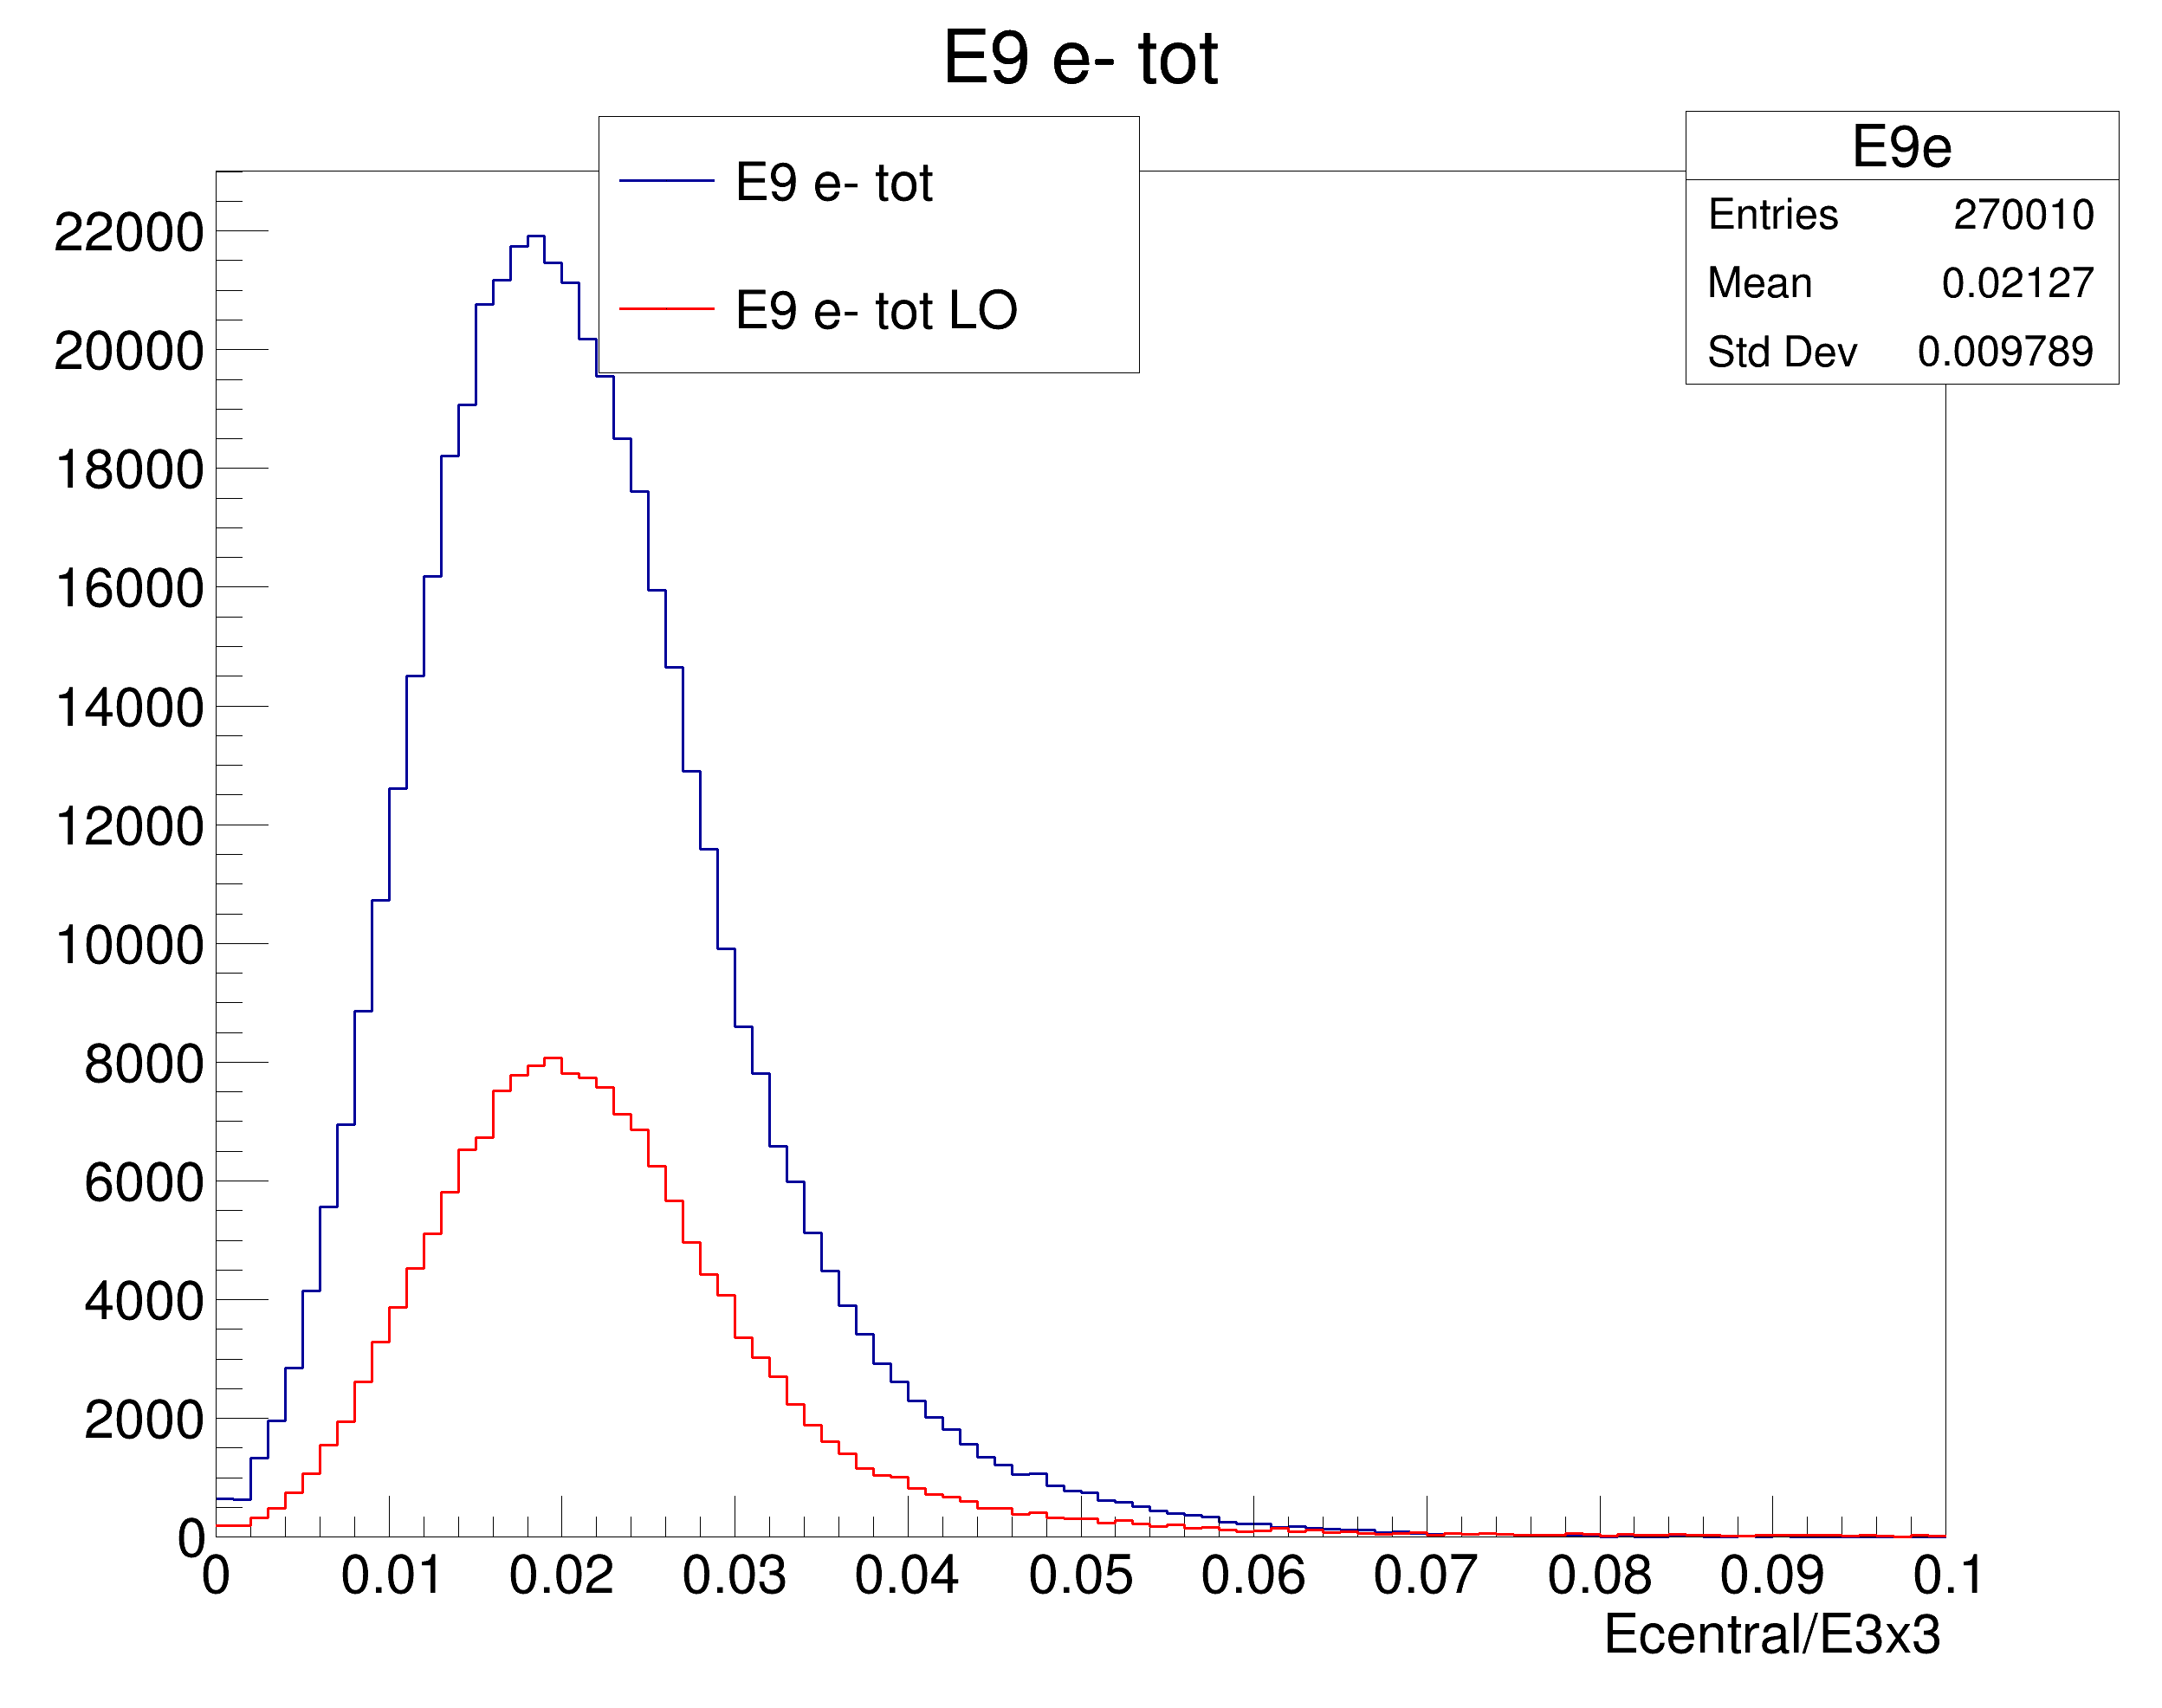 E9 e- tot
E9 e- tot
E9 e- tot LO
E9e
Entries 270010
Mean 0.02127
Std Dev 0.009789
22000
20000
18000
16000
14000
12000
10000
8000
6000
4000
2000
0
0 0.01 0.02 0.03 0.04 0.05 0.06 0.07 0.08 0.09 0.1
Ecentral/E3x3